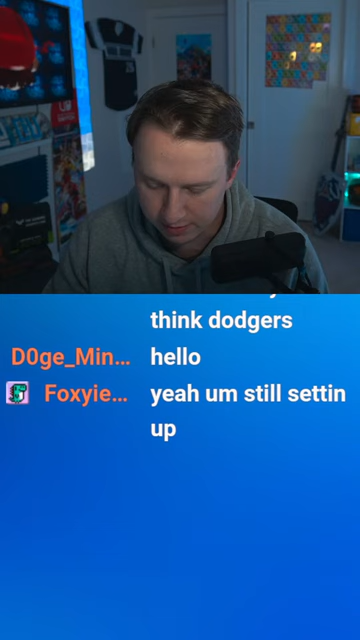 think dodgers
D0ge_Min... hello
Foxyie... yeah um still settin
up